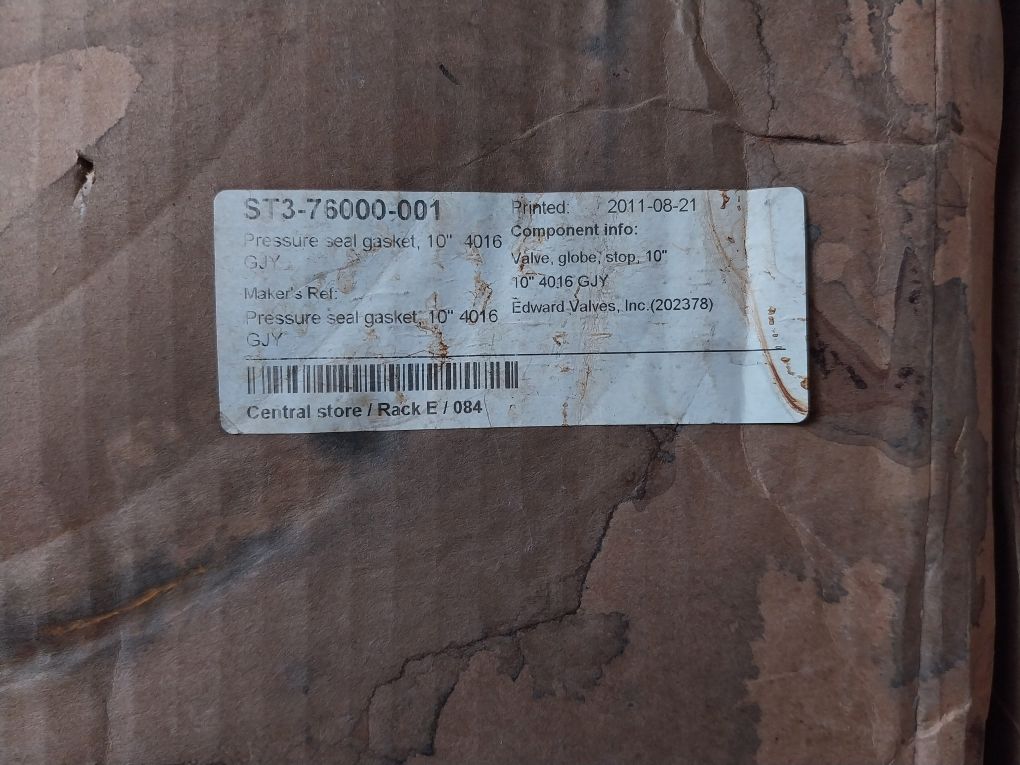 ST3-76000-001
Pressure seal gasket, 10" 4016
GJY
Maker's Ref:
Pressure seal gasket, 10" 4016
GJY
Printed: 2011-08-21
Component info:
Valve, globe, stop, 10"
10" 4016 GJY
Edward Valves, Inc.(202378)
Central store / Rack E / 084